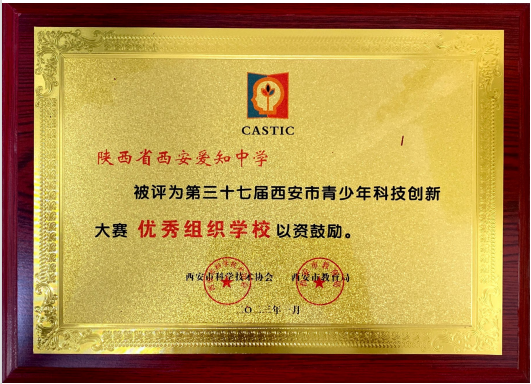 CASTIC
陕西省西安爱知中学
被评为第三十七届西安市青少年科技创新
大赛 优秀组织学校 以资鼓励。
西安市科学技术协会 西安市教育局